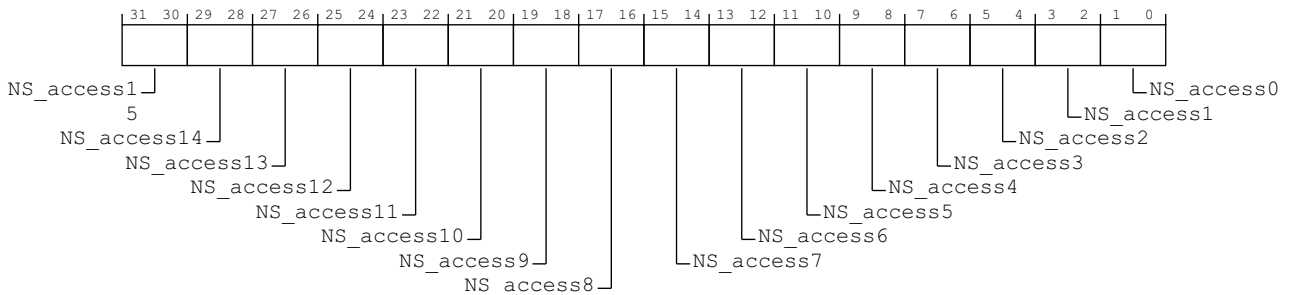 31 30 29 28 27 26 25 24 23 22 21 20 19 18 17 16 15 14 13 12 11 10 9 8 7 6 5 4 3 2 1 0
NS_access1 NS_access0
5 NS_access1
NS_access14 NS_access2
NS_access13 NS_access3
NS_access12 NS_access4
NS_access11 NS_access5
NS_access10 NS_access6
NS_access9 NS_access7
NS access8